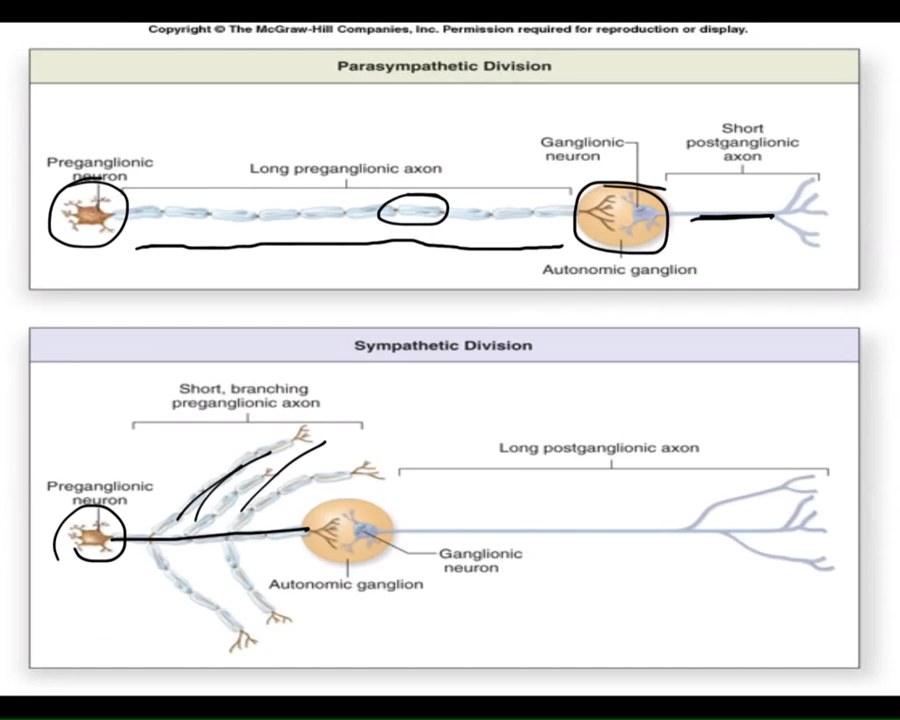 Copyright © The McGraw-Hill Companies, Inc. Permission required for reproduction or display.
Parasympathetic Division
Preganglionic
neuron
Long preganglionic axon
Ganglionic
neuron
Short
postganglionic
axon
Autonomic ganglion
Sympathetic Division
Short, branching
preganglionic axon
Long postganglionic axon
Preganglionic
neuron
Ganglionic
neuron
Autonomic ganglion